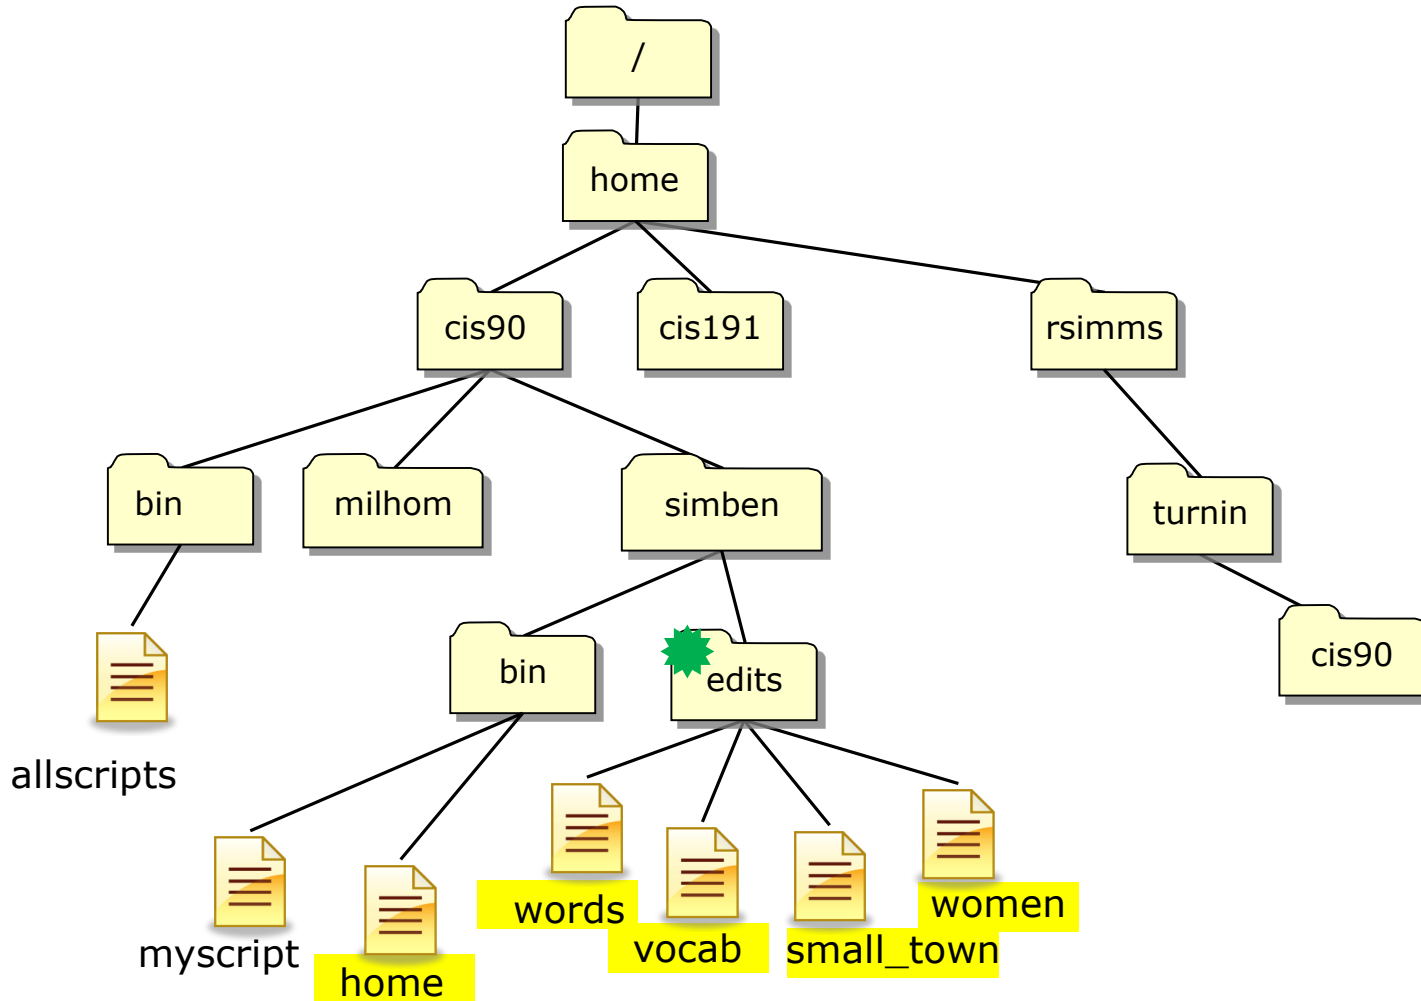 /
home
cis90
cis191
rsimms
bin
milhom
simben
turnin
bin
edits
cis90
allscripts
myscript
home
words
vocab
small_town
women